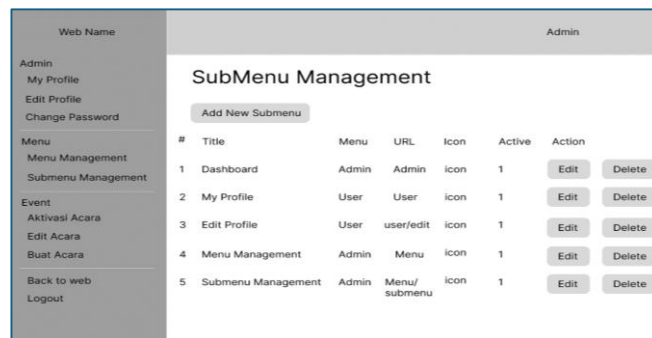 Web Name
Admin
Admin
My Profile
Edit Profile
Change Password
Menu
Menu Management
Submenu Management
Event
Aktivasi Acara
Edit Acara
Buat Acara
Back to web
Logout
SubMenu Management
Add New Submenu
# Title Menu URL Icon Active Action
1 Dashboard Admin Admin icon 1 Edit Delete
2 My Profile User User icon 1 Edit Delete
3 Edit Profile User user/edit icon 1 Edit Delete
4 Menu Management Admin Menu icon 1 Edit Delete
5 Submenu Management Admin Menu/ icon 1 Edit Delete
submenu